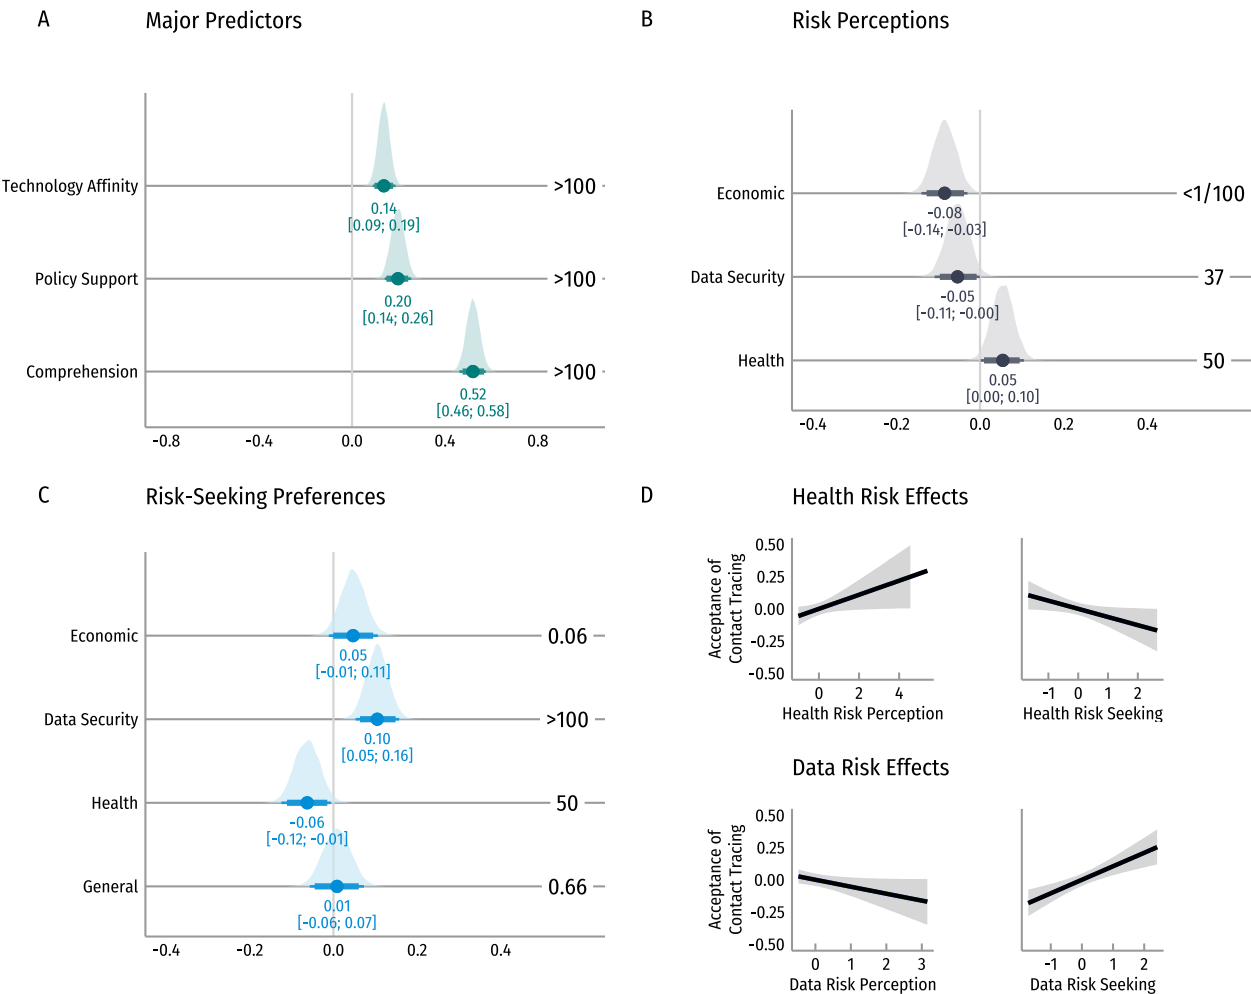 A Major Predictors
Technology Affinity >100
0.14
[0.09; 0.19]
Policy Support >100
0.20
[0.14; 0.26]
Comprehension >100
0.52
[0.46; 0.58]
-0.8 -0.4 0.0 0.4 0.8
B Risk Perceptions
Economic <1/100
-0.08
[-0.14; -0.03]
Data Security 37
-0.05
[-0.11; -0.00]
Health 50
0.05
[0.00; 0.10]
-0.4 -0.2 0.0 0.2 0.4
C Risk-Seeking Preferences
Economic 0.06
0.05
[-0.01; 0.11]
Data Security >100
0.10
[0.05; 0.16]
Health 50
-0.06
[-0.12; -0.01]
General 0.66
0.01
[-0.06; 0.07]
-0.4 -0.2 0.0 0.2 0.4
D Health Risk Effects
Acceptance of
Contact Tracing
0.50
0.25
0.00
-0.25
-0.50
0 2 4
Health Risk Perception
-1 0 1 2
Health Risk Seeking
Data Risk Effects
Acceptance of
Contact Tracing
0.50
0.25
0.00
-0.25
-0.50
0 1 2 3
Data Risk Perception
-1 0 1 2
Data Risk Seeking